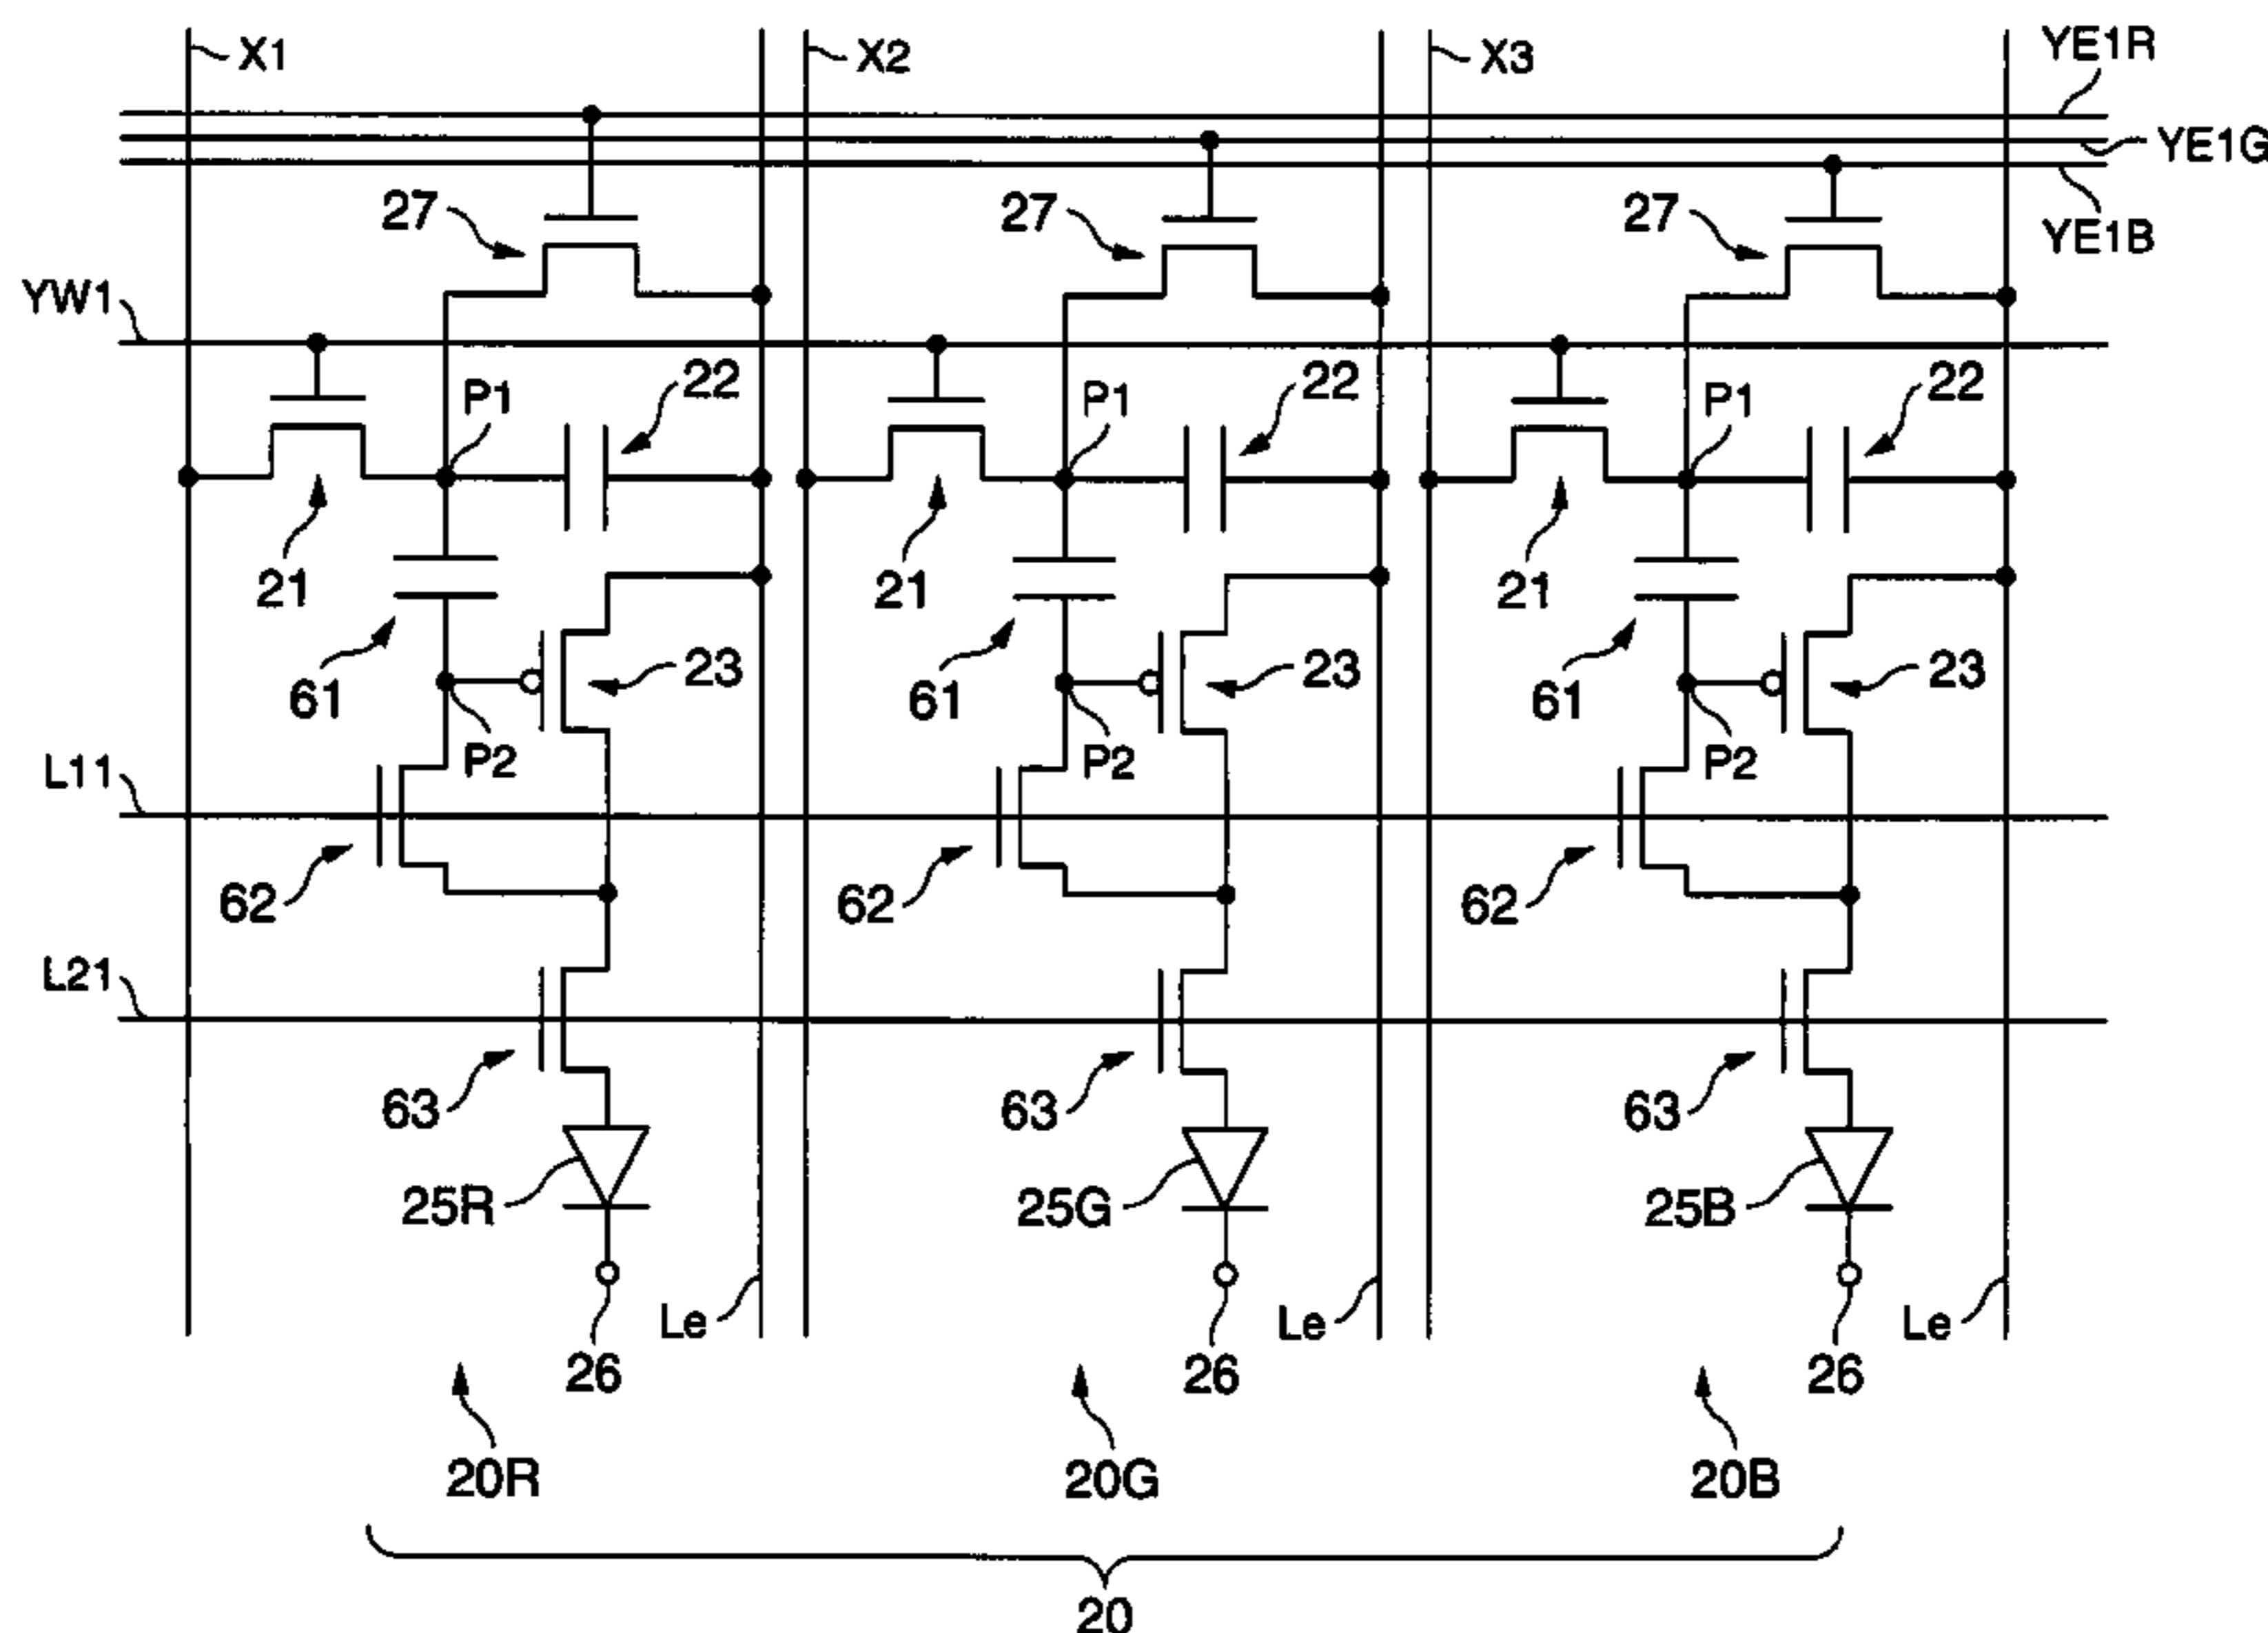 X1 X2 X3 YE1R
YE1G
27 27 27 YE1B
YW1
P1 22 P1 22 P1 22
21 21 21
61 23 61 23 61 23
L11 P2 P2 P2
62 62 62
L21
63 63 63
25R 25G 25B
Le Le Le
26 26 26
20R 20G 20B
20